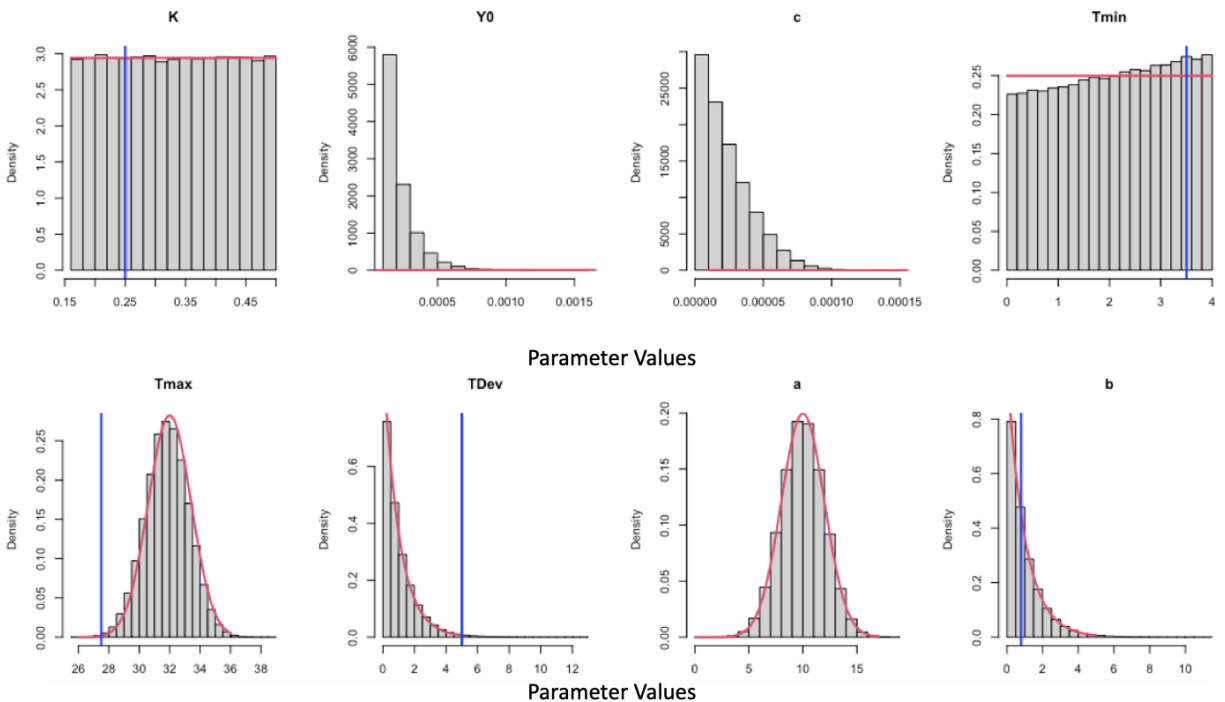 K
Y0
c
Tmin
Density
3.0
2.5
2.0
1.5
1.0
0.5
0.0
0.15 0.25 0.35 0.45
Density
6000
5000
4000
3000
2000
1000
0
0.0005 0.0010 0.0015
Density
25000
15000
5000
0
0.00000 0.00005 0.00010 0.00015
Density
0.25
0.20
0.15
0.10
0.05
0.00
0 1 2 3 4
Parameter Values
Tmax
TDev
a
b
Density
0.25
0.20
0.15
0.10
0.05
0.00
26 28 30 32 34 36 38
Density
0.6
0.4
0.2
0.0
0 2 4 6 8 10 12
Density
0.20
0.15
0.10
0.05
0.00
0 5 10 15
Density
0.8
0.6
0.4
0.2
0.0
0 2 4 6 8 10
Parameter Values